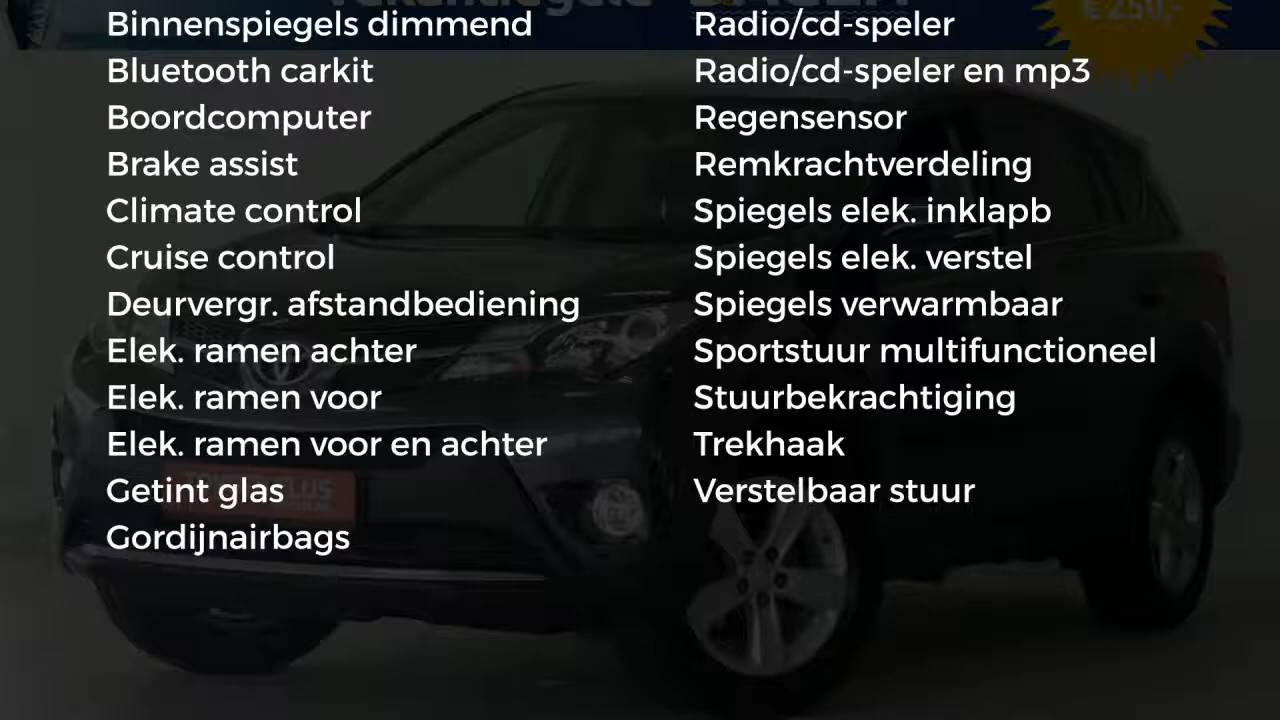 € 250,-
Binnenspiegels dimmend
Bluetooth carkit
Boordcomputer
Brake assist
Climate control
Cruise control
Deurvergr. afstandbediening
Elek. ramen achter
Elek. ramen voor
Elek. ramen voor en achter
Getint glas
Gordijnairbags
Radio/cd-speler
Radio/cd-speler en mp3
Regensensor
Remkrachtverdeling
Spiegels elek. inklapb
Spiegels elek. verstel
Spiegels verwarmbaar
Sportstuur multifunctioneel
Stuurbekrachtiging
Trekhaak
Verstelbaar stuur